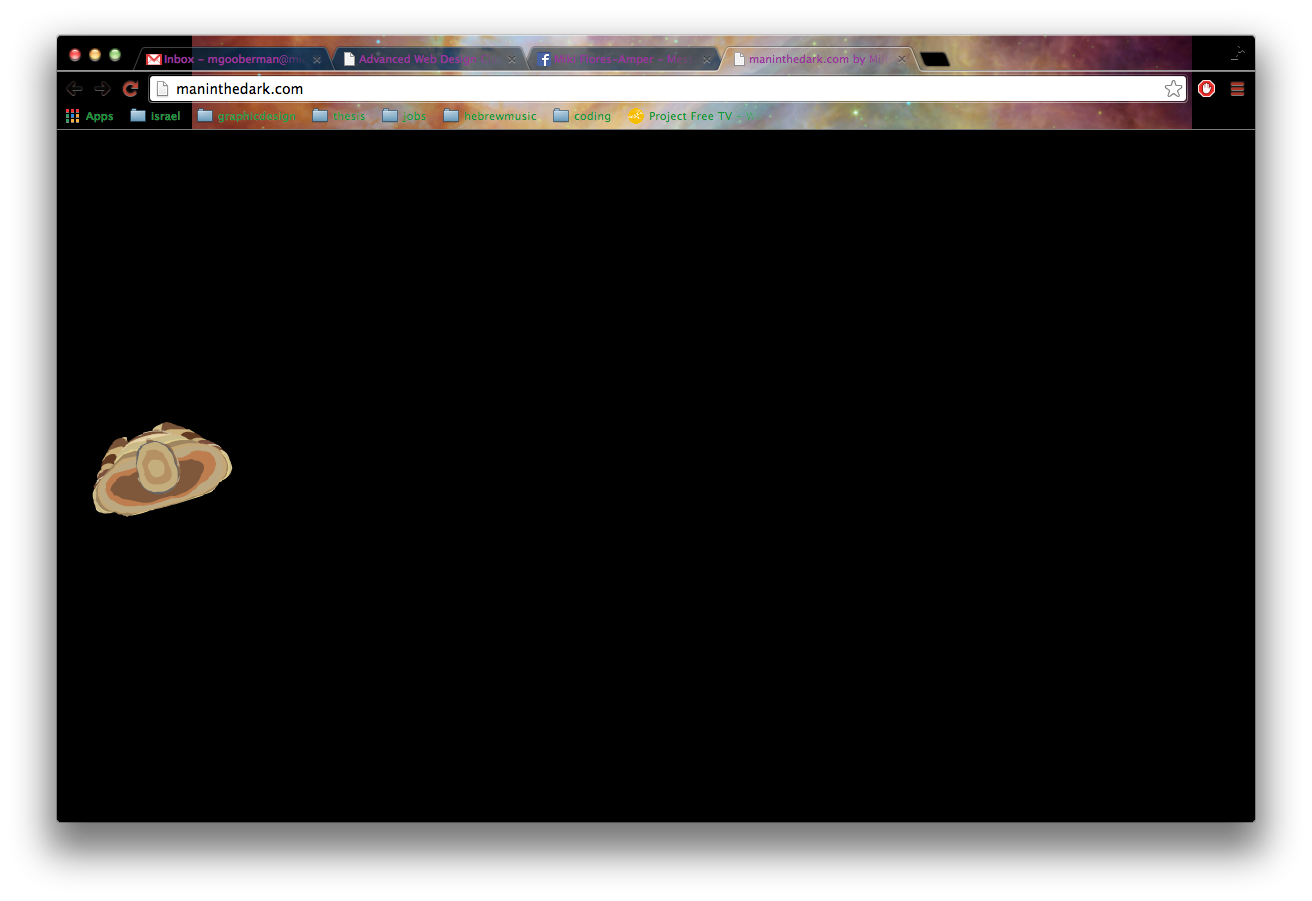 Inbox – mgooberman@m
Advanced Web Design
maninthedark.com by Mi
maninthedark.com
Apps
Israel
graphicdesign
thesis
jobs
hebrewmusic
coding
Project Free TV -